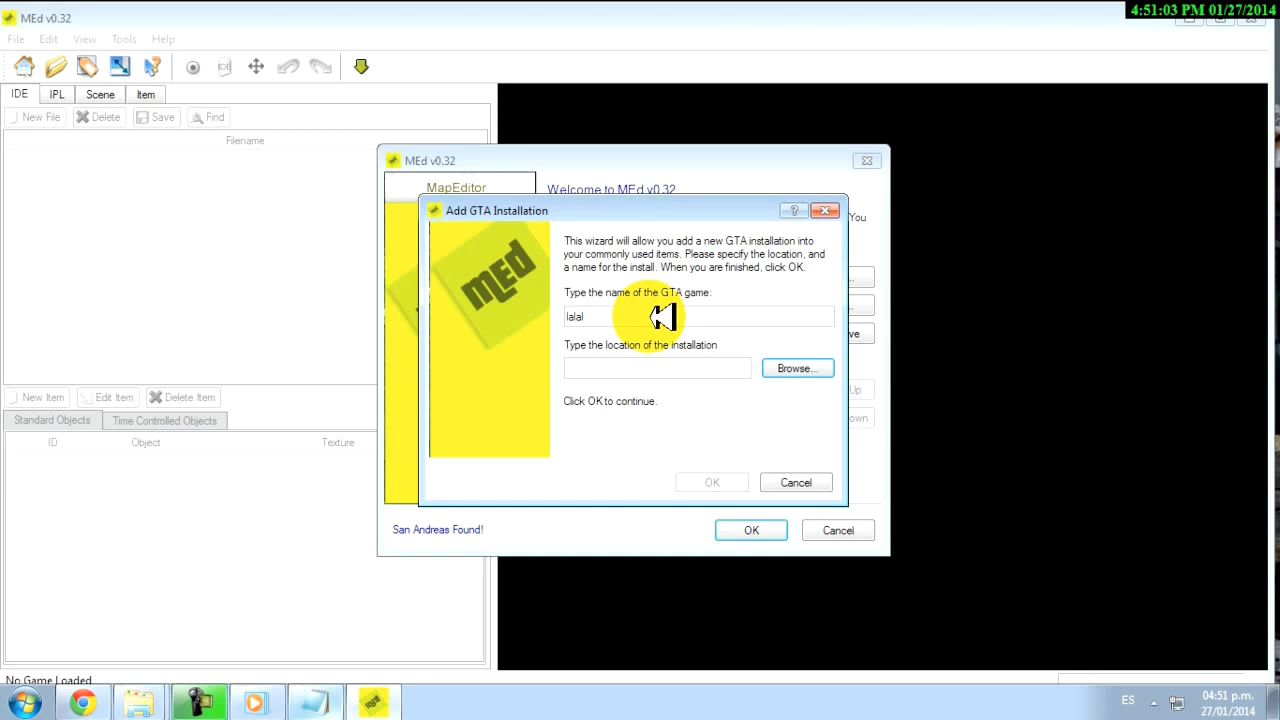 4:51:03 PM 01/27/2014
MEd v0.32
File Edit View Tools Help
IDE
IDE IPL Scene Item
New File Delete Save Find
Filename
MEd v0.32
MapEditor
Welcome to MEd v0.32
Add GTA Installation
You
MEd
This wizard will allow you add a new GTA installation into
your commonly used items. Please specify the location, and
a name for the install. When you are finished, click OK.
Type the name of the GTA game:
lalal
ve
Type the location of the installation
Browse...
Click OK to continue.
Up
own
OK Cancel
San Andreas Found!
OK Cancel
New Item Edit Item Delete Item
Standard Objects Time Controlled Objects
ID Object Texture
No Game Loaded
ES
04:51 p.m.
27/01/2014